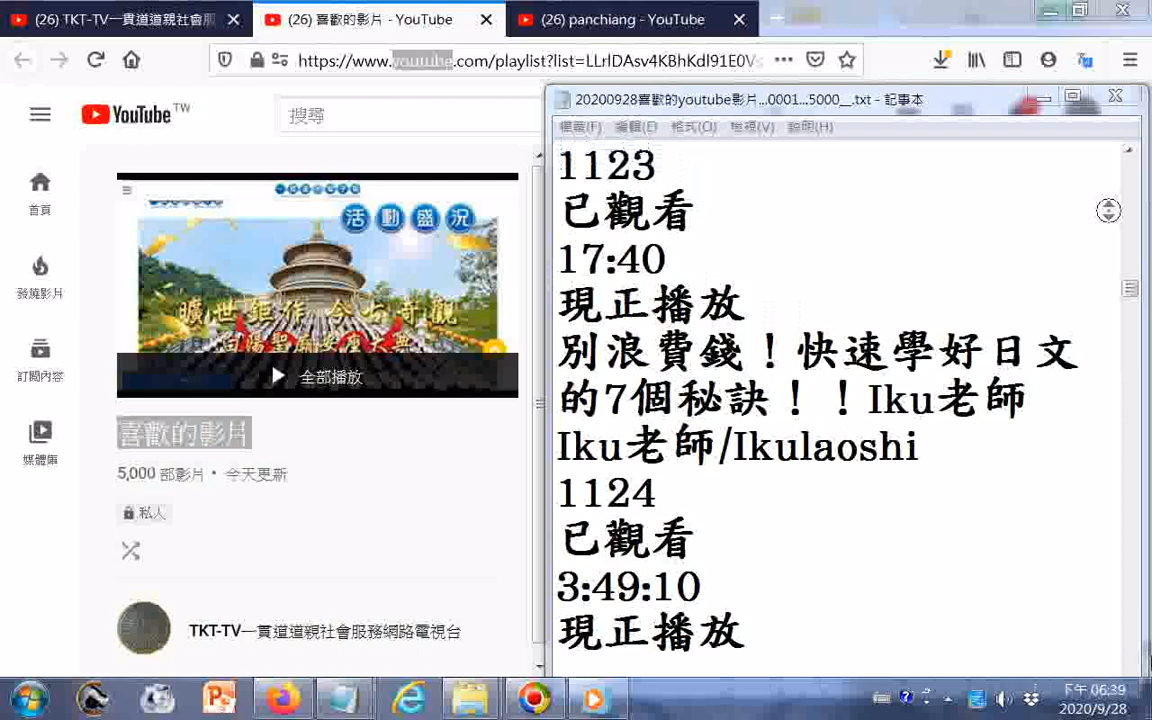 (26) TKT-TV一貫道道親社會服
(26) 喜歡的影片 - YouTube
(26) panchiang - YouTube
https://www.youtube.com/playlist?list=LLrlDAsv4KBhKdl91E0Vs
YouTube TW
搜尋
首頁
發燒影片
訂閱內容
媒體庫
活動盛況
曠世鉅作 今古奇觀
全部播放
喜歡的影片
5,000 部影片 • 今天更新
私人
TKT-TV一貫道道親社會服務網路電視台
20200928喜歡的youtube影片...0001...5000__.txt - 記事本
檔案(F) 編輯(E) 格式(O) 檢視(V) 說明(H)
1123
已觀看
17:40
現正播放
別浪費錢！快速學好日文
的7個秘訣！！Iku老師
Iku老師/Ikulaoshi
1124
已觀看
3:49:10
現正播放
下午 06:39
2020/9/28